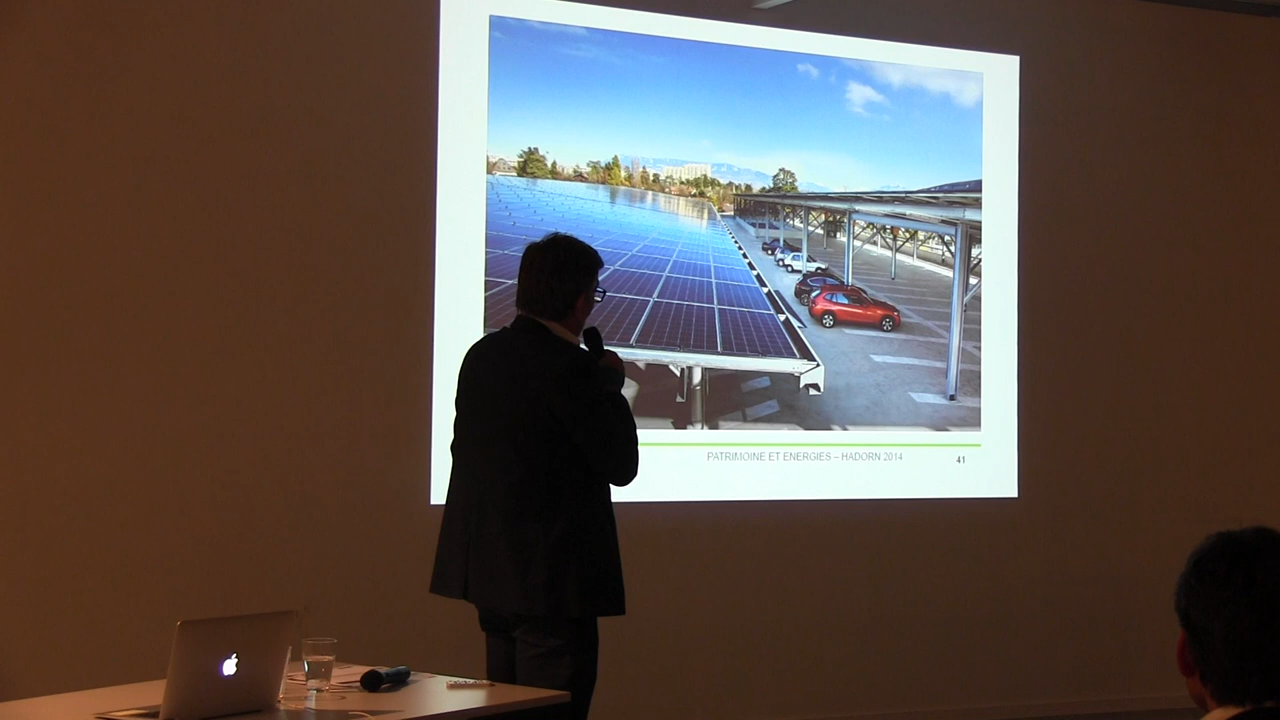 PATRIMOINE ET ENERGIES – HADORN 2014 41